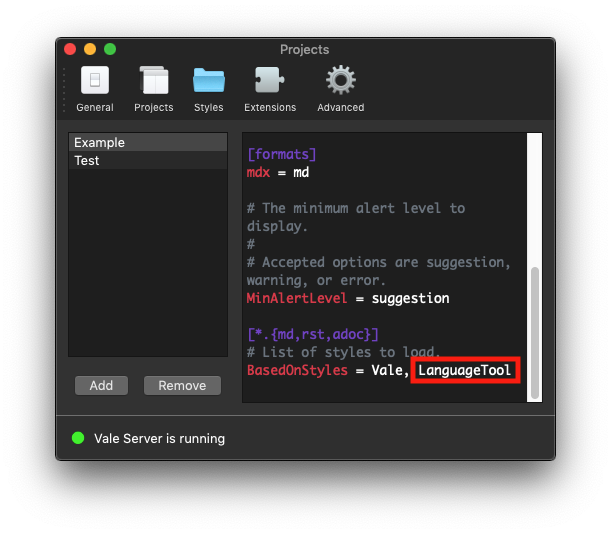 Projects
General Projects Styles Extensions Advanced
Example
Test
Add Remove
[formats]
mdx = md
# The minimum alert level to
display.
#
# Accepted options are suggestion,
warning, or error.
MinAlertLevel = suggestion
[*.{md,rst,adoc}]
# List of styles to load.
BasedOnStyles = Vale, LanguageTool
Vale Server is running